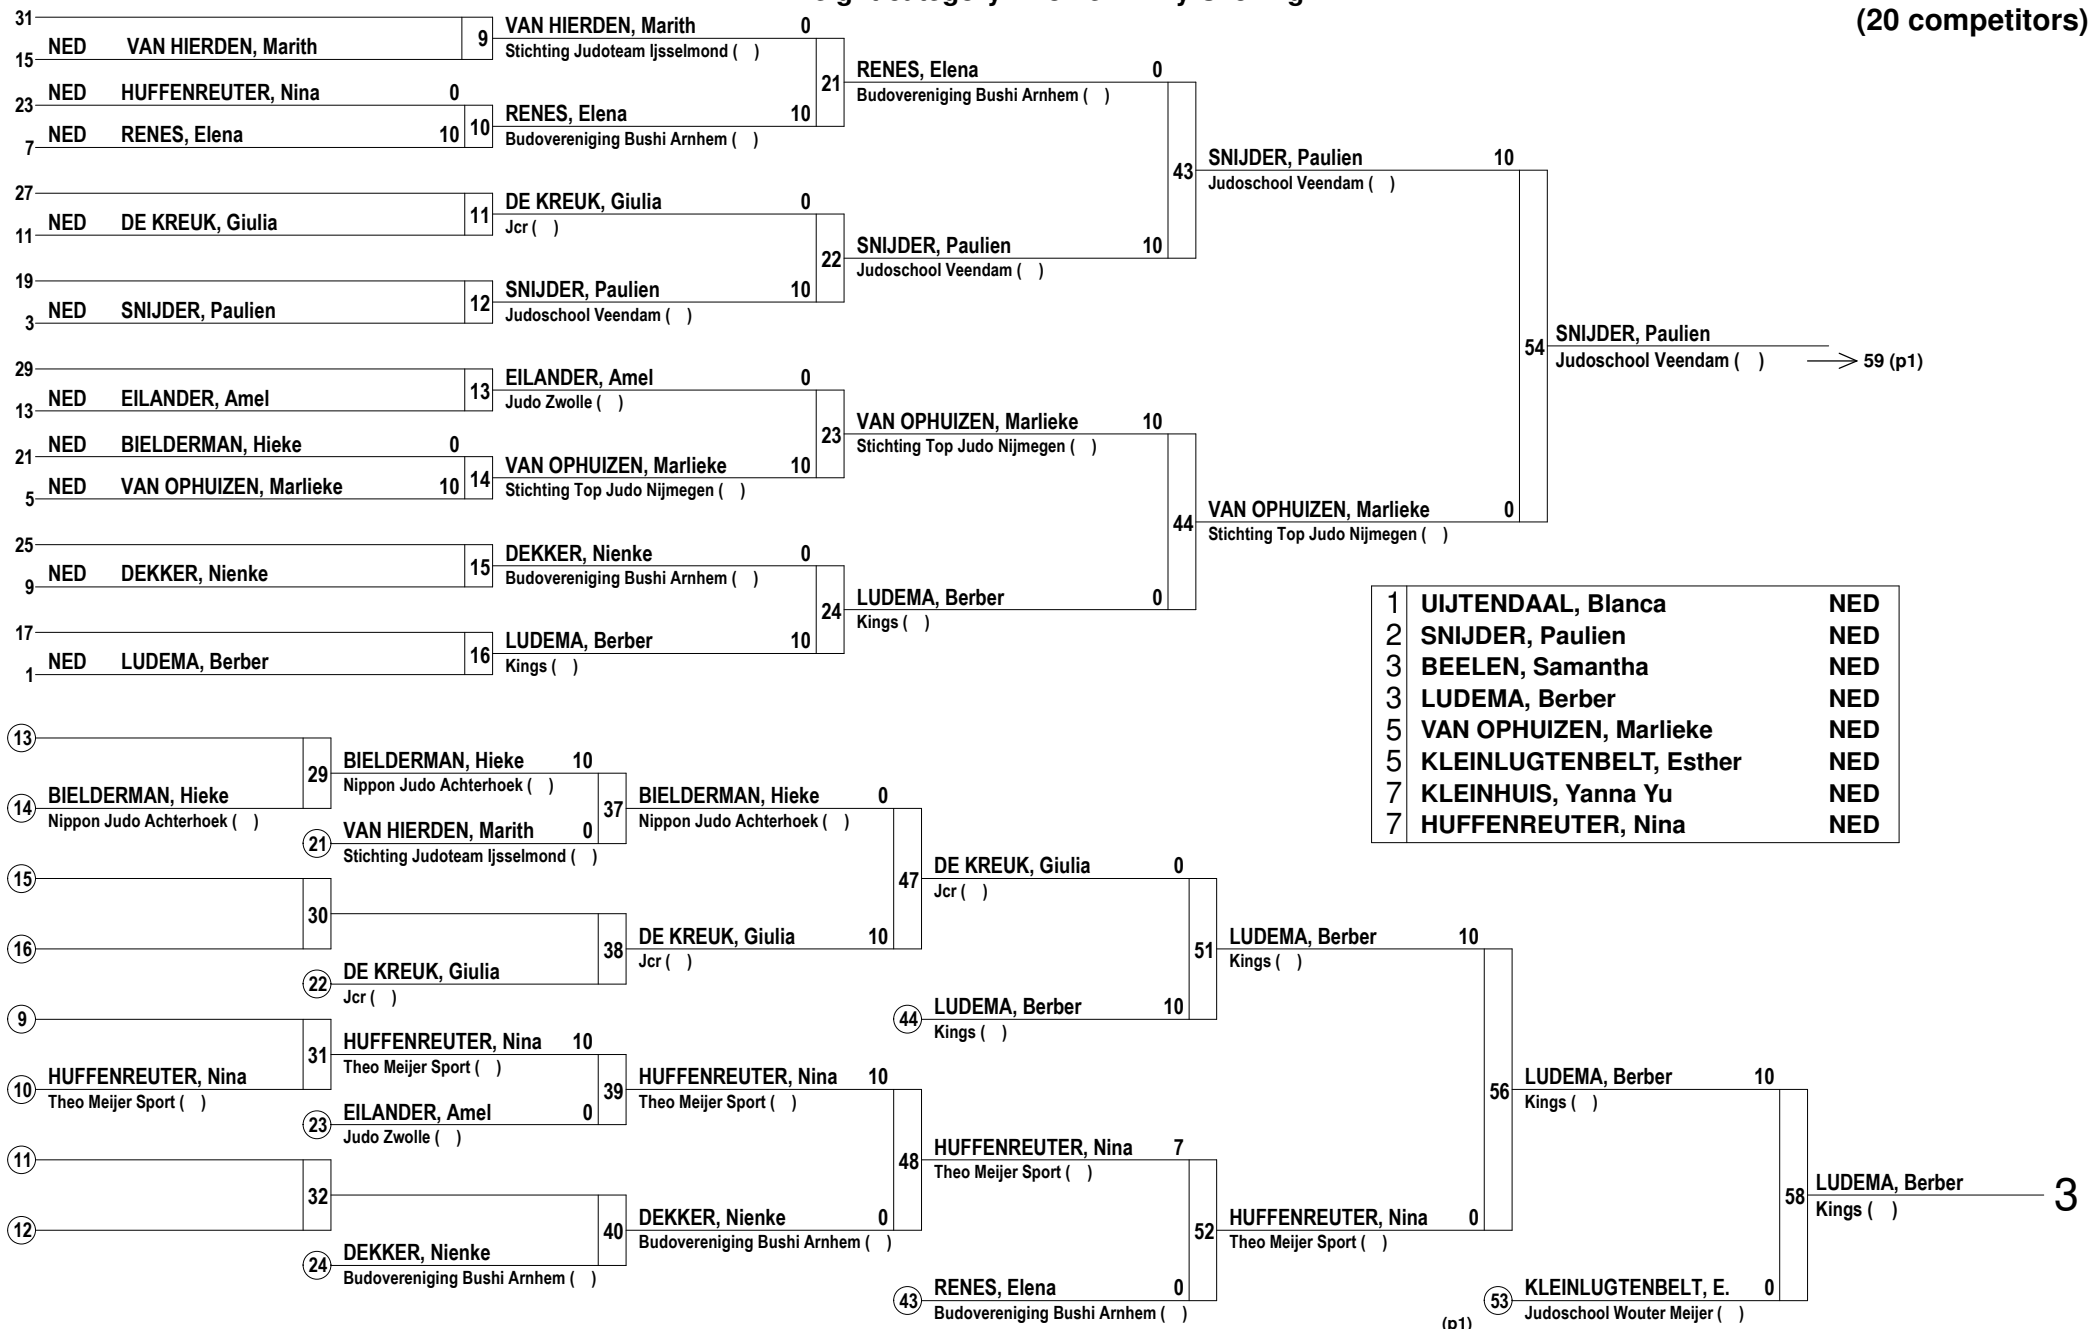 (20 competitors)
31
15 NED VAN HIERDEN, Marith
9
VAN HIERDEN, Marith 0
Stichting Judoteam Ijsselmond ( )
23 NED HUFFENREUTER, Nina 0
7 NED RENES, Elena 10
10
RENES, Elena 10
Budovereniging Bushi Arnhem ( )
21
RENES, Elena 0
Budovereniging Bushi Arnhem ( )
27
11 NED DE KREUK, Giulia
11
DE KREUK, Giulia 0
Jcr ( )
19
3 NED SNIJDER, Paulien
12
SNIJDER, Paulien 10
Judoschool Veendam ( )
22
SNIJDER, Paulien 10
Judoschool Veendam ( )
43
SNIJDER, Paulien 10
Judoschool Veendam ( )
29
13 NED EILANDER, Amel
13
EILANDER, Amel 0
Judo Zwolle ( )
21 NED BIELDERMAN, Hieke 0
5 NED VAN OPHUIZEN, Marlieke 10
14
VAN OPHUIZEN, Marlieke 10
Stichting Top Judo Nijmegen ( )
23
VAN OPHUIZEN, Marlieke 10
Stichting Top Judo Nijmegen ( )
25
9 NED DEKKER, Nienke
15
DEKKER, Nienke 0
Budovereniging Bushi Arnhem ( )
17
1 NED LUDEMA, Berber
16
LUDEMA, Berber 10
Kings ( )
24
LUDEMA, Berber 0
Kings ( )
44
VAN OPHUIZEN, Marlieke 0
Stichting Top Judo Nijmegen ( )
54
SNIJDER, Paulien
Judoschool Veendam ( ) 59 (p1)
1 UIJTENDAAL, Blanca NED
2 SNIJDER, Paulien NED
3 BEELEN, Samantha NED
3 LUDEMA, Berber NED
5 VAN OPHUIZEN, Marlieke NED
5 KLEINLUGTENBELT, Esther NED
7 KLEINHUIS, Yanna Yu NED
7 HUFFENREUTER, Nina NED
13
14 BIELDERMAN, Hieke
Nippon Judo Achterhoek ( )
29
BIELDERMAN, Hieke 10
Nippon Judo Achterhoek ( )
21 VAN HIERDEN, Marith 0
Stichting Judoteam Ijsselmond ( )
37
BIELDERMAN, Hieke 0
Nippon Judo Achterhoek ( )
15
16
30
22 DE KREUK, Giulia
Jcr ( )
38
DE KREUK, Giulia 10
Jcr ( )
47
DE KREUK, Giulia 0
Jcr ( )
44 LUDEMA, Berber 10
Kings ( )
51
LUDEMA, Berber 10
Kings ( )
9
10 HUFFENREUTER, Nina
Theo Meijer Sport ( )
31
HUFFENREUTER, Nina 10
Theo Meijer Sport ( )
23 EILANDER, Amel 0
Judo Zwolle ( )
39
HUFFENREUTER, Nina 10
Theo Meijer Sport ( )
11
12
32
24 DEKKER, Nienke
Budovereniging Bushi Arnhem ( )
40
DEKKER, Nienke 0
Budovereniging Bushi Arnhem ( )
48
HUFFENREUTER, Nina 7
Theo Meijer Sport ( )
43 RENES, Elena 0
Budovereniging Bushi Arnhem ( )
52
HUFFENREUTER, Nina 0
Theo Meijer Sport ( )
56
LUDEMA, Berber 10
Kings ( )
53 KLEINLUGTENBELT, E. 0
Judoschool Wouter Meijer ( )
(p1)
58
LUDEMA, Berber
Kings ( )
3